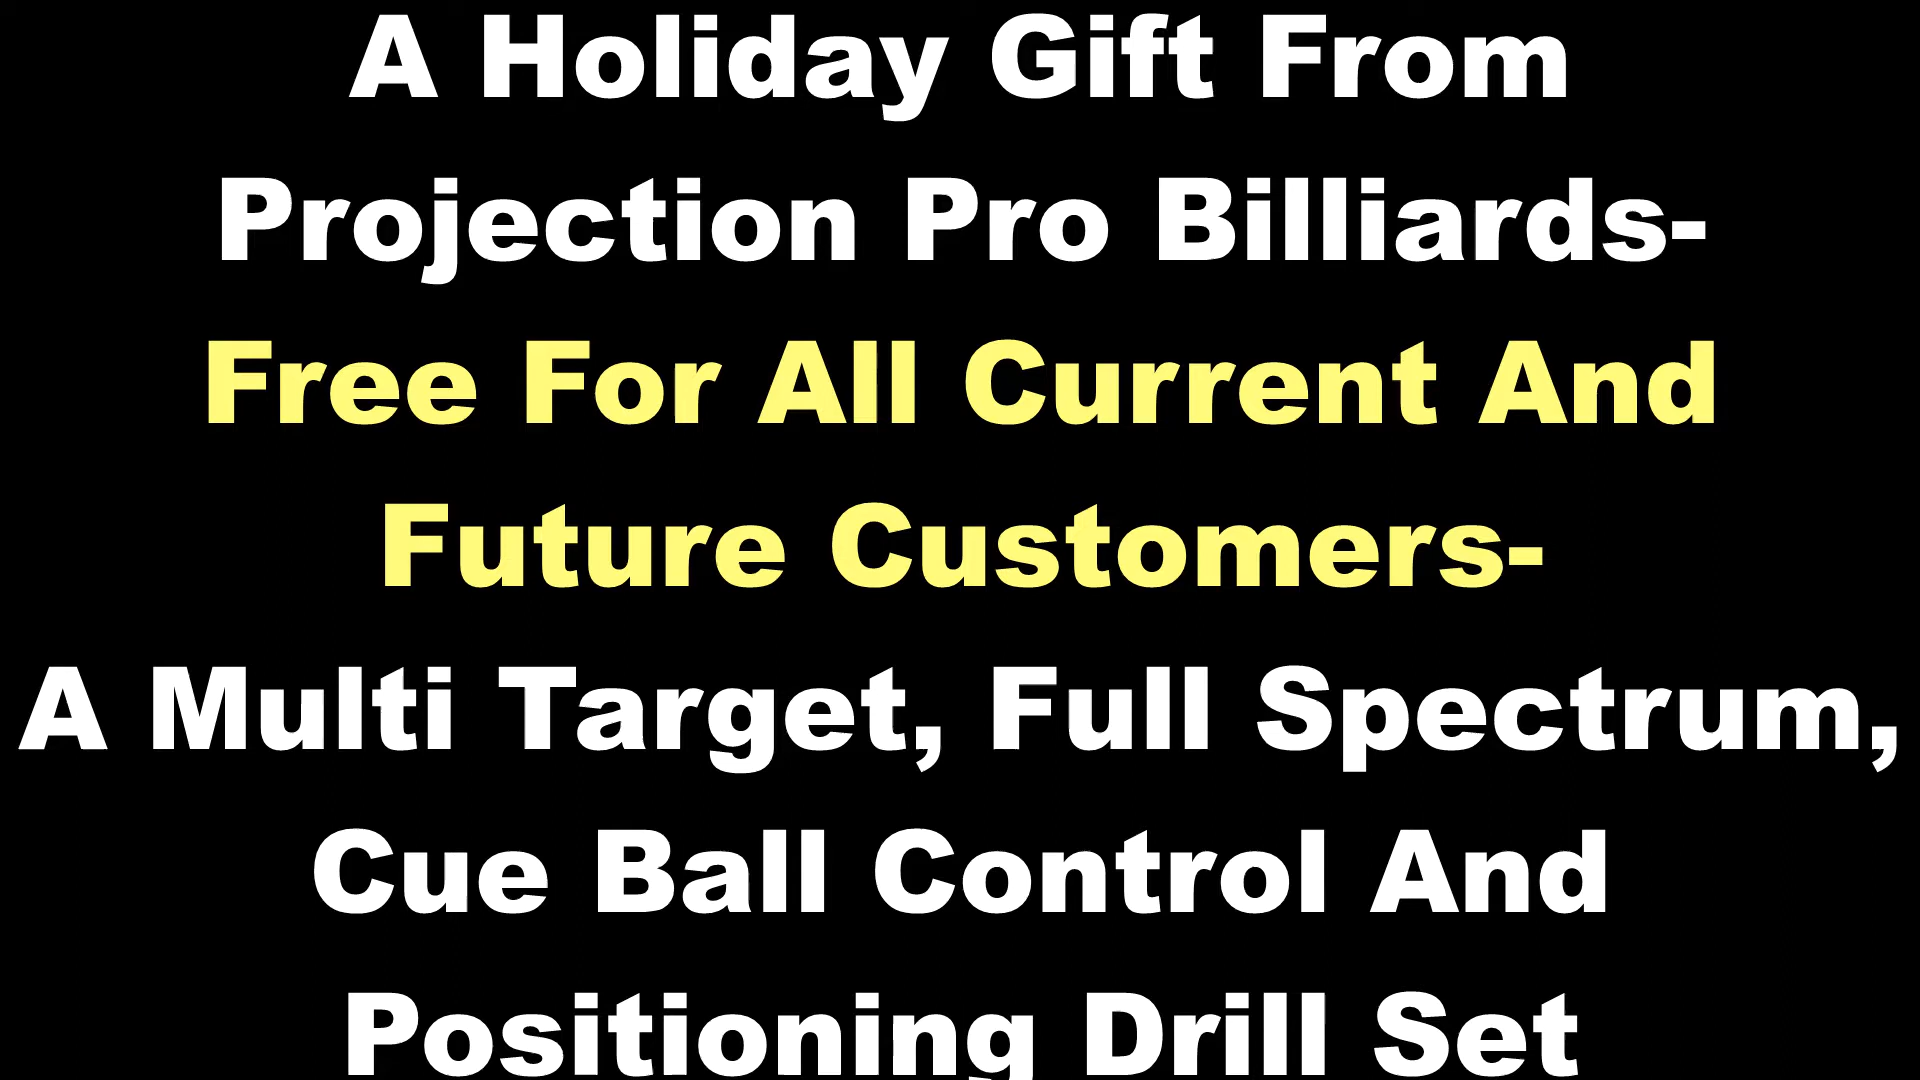 A Holiday Gift From
Projection Pro Billiards-
Free For All Current And
Future Customers-
A Multi Target, Full Spectrum,
Cue Ball Control And
Positioning Drill Set